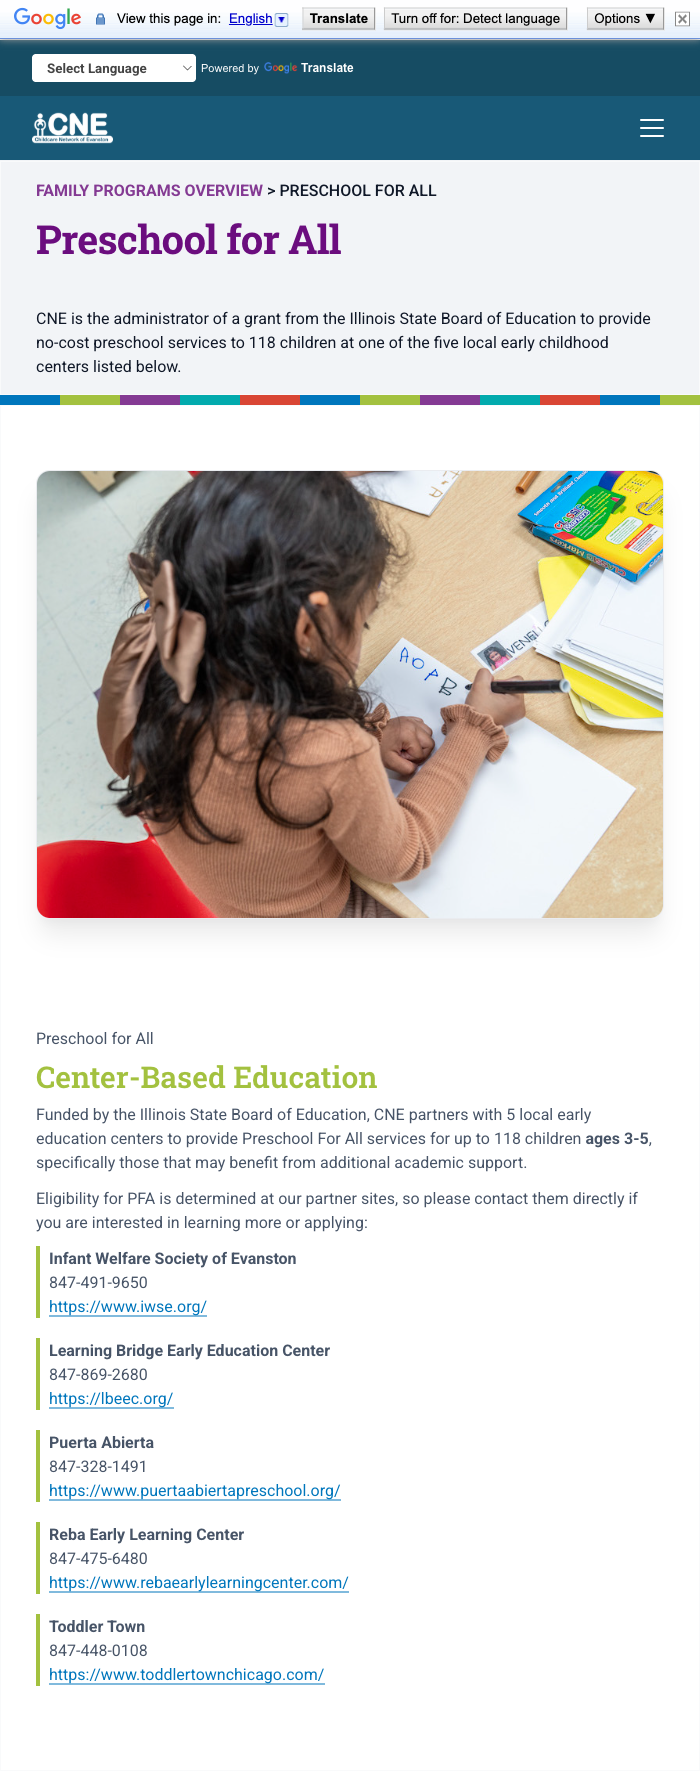 Google View this page in: English Translate Turn off for: Detect language Options ▼
Select Language Powered by Google Translate
CNE
Childcare Network of Evanston
FAMILY PROGRAMS OVERVIEW > PRESCHOOL FOR ALL
Preschool for All
CNE is the administrator of a grant from the Illinois State Board of Education to provide
no-cost preschool services to 118 children at one of the five local early childhood
centers listed below.
CLASSIC
Markers
Classic Markers
AOPB
Preschool for All
Center-Based Education
Funded by the Illinois State Board of Education, CNE partners with 5 local early
education centers to provide Preschool For All services for up to 118 children ages 3-5,
specifically those that may benefit from additional academic support.
Eligibility for PFA is determined at our partner sites, so please contact them directly if
you are interested in learning more or applying:
Infant Welfare Society of Evanston
847-491-9650
https://www.iwse.org/
Learning Bridge Early Education Center
847-869-2680
https://lbeec.org/
Puerta Abierta
847-328-1491
https://www.puertaabiertapreschool.org/
Reba Early Learning Center
847-475-6480
https://www.rebaearlylearningcenter.com/
Toddler Town
847-448-0108
https://www.toddlertownchicago.com/